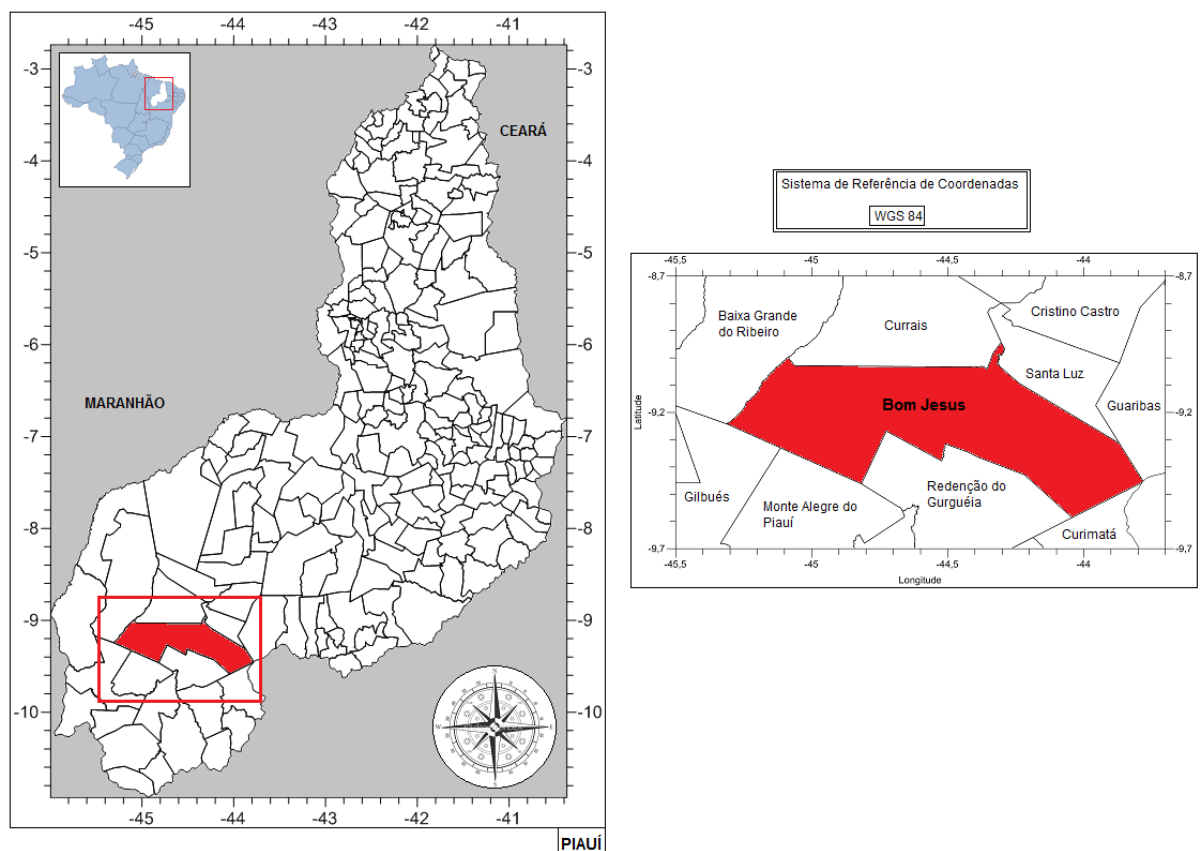 -45 -44 -43 -42 -41
-3 -3
CEARÁ
-4 -4
-5 -5
-6 -6
MARANHÃO
-7 -7
-8 -8
-9 -9
-10 -10
-45 -44 -43 -42 -41
PIAUÍ
Sistema de Referência de Coordenadas
WGS 84
-45,5 -45 -44,5 -44
-8,7 -8,7
Baixa Grande
do Ribeiro
Currais
Cristino Castro
Santa Luz
Bom Jesus
Guaribas
Latitude
-9,2 -9,2
Gilbués
Monte Alegre do
Piauí
Redenção do
Gurguéia
Curimatá
-9,7 -9,7
-45,5 -45 -44,5 -44
Longitude